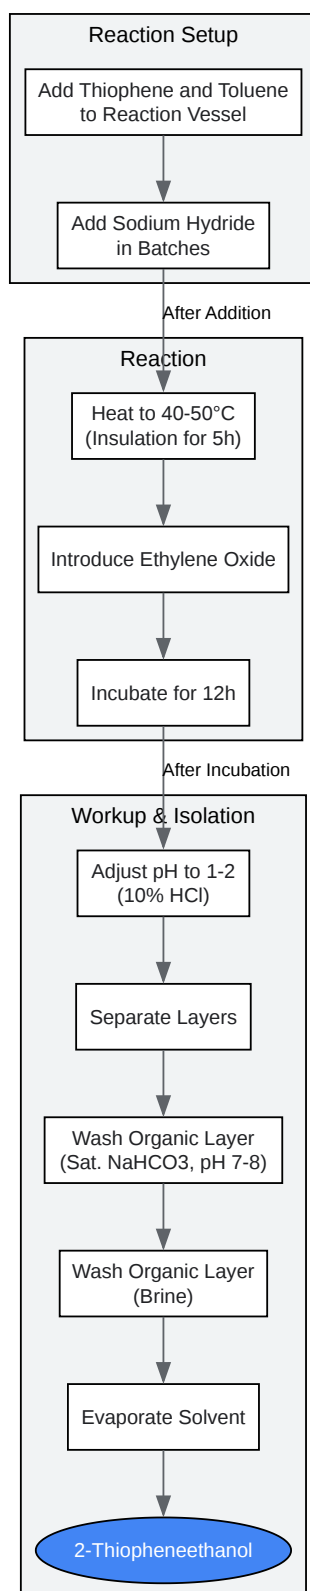 Reaction Setup
Add Thiophene and Toluene
to Reaction Vessel
Add Sodium Hydride
in Batches
After Addition
Reaction
Heat to 40-50°C
(Insulation for 5h)
Introduce Ethylene Oxide
Incubate for 12h
After Incubation
Workup & Isolation
Adjust pH to 1-2
(10% HCl)
Separate Layers
Wash Organic Layer
(Sat. NaHCO3, pH 7-8)
Wash Organic Layer
(Brine)
Evaporate Solvent
2-Thiopheneethanol